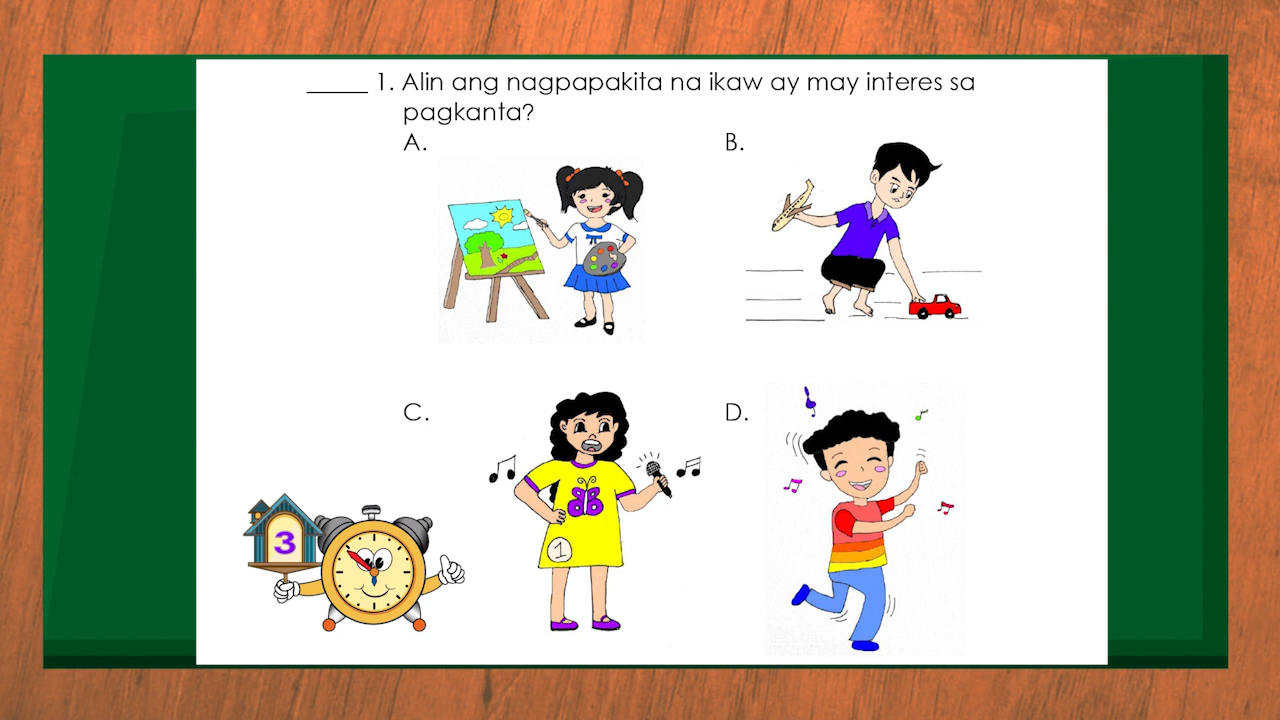 _____ 1. Alin ang nagpapakita na ikaw ay may interes sa
pagkanta?
A.
B.
C.
D.
3
1